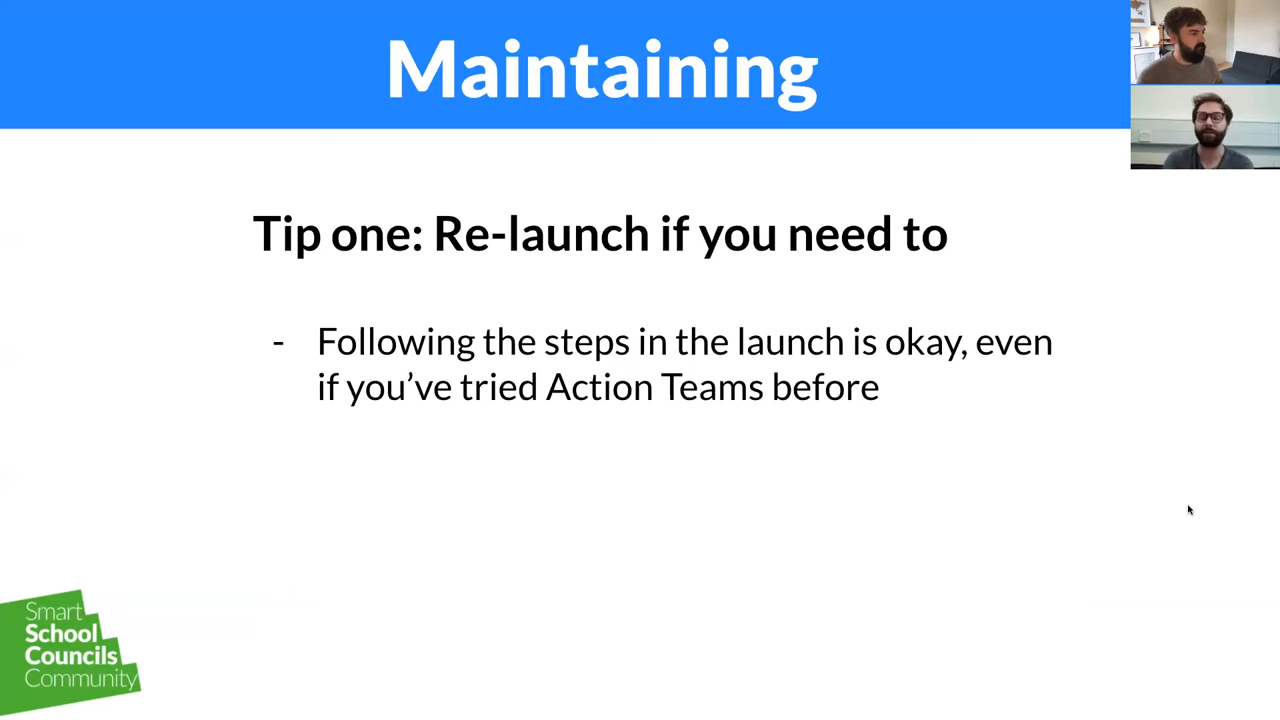 Maintaining
Tip one: Re-launch if you need to
- Following the steps in the launch is okay, even
if you’ve tried Action Teams before
Smart
School
Councils
Community